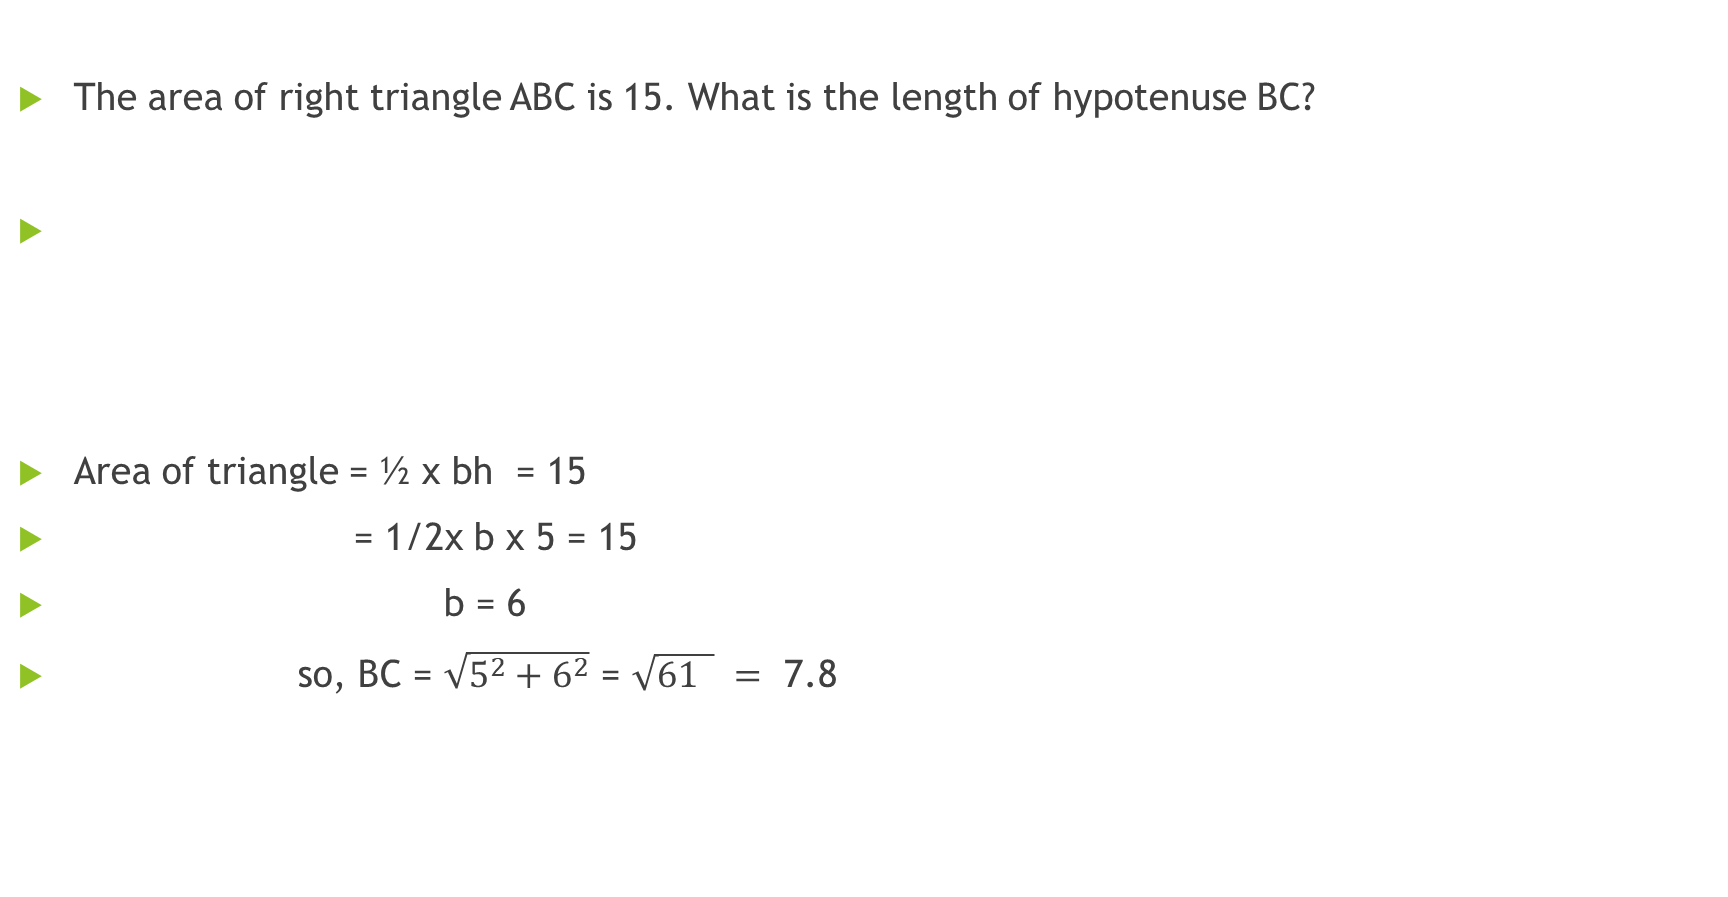 The area of right triangle ABC is 15. What is the length of hypotenuse BC?
Area of triangle = ½ x bh = 15
= 1/2x b x 5 = 15
b = 6
so, BC = √5² + 6² = √61 = 7.8